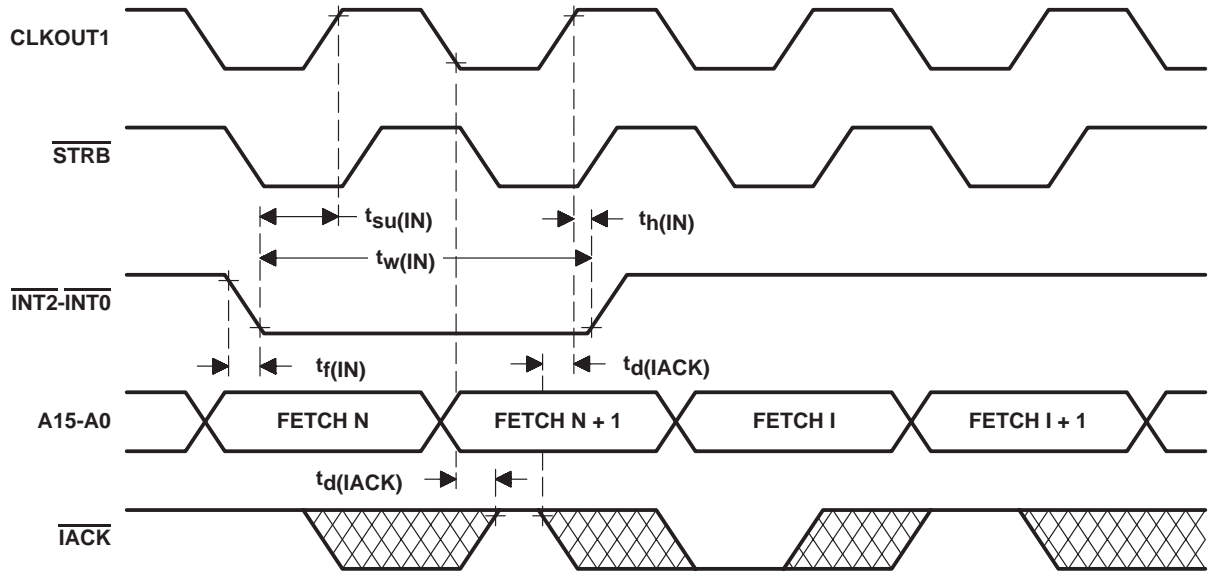 CLKOUT1
STRB
tsu(IN)
th(IN)
tw(IN)
INT2-INT0
tf(IN)
td(IACK)
A15-A0
FETCH N
FETCH N + 1
FETCH I
FETCH I + 1
td(IACK)
IACK